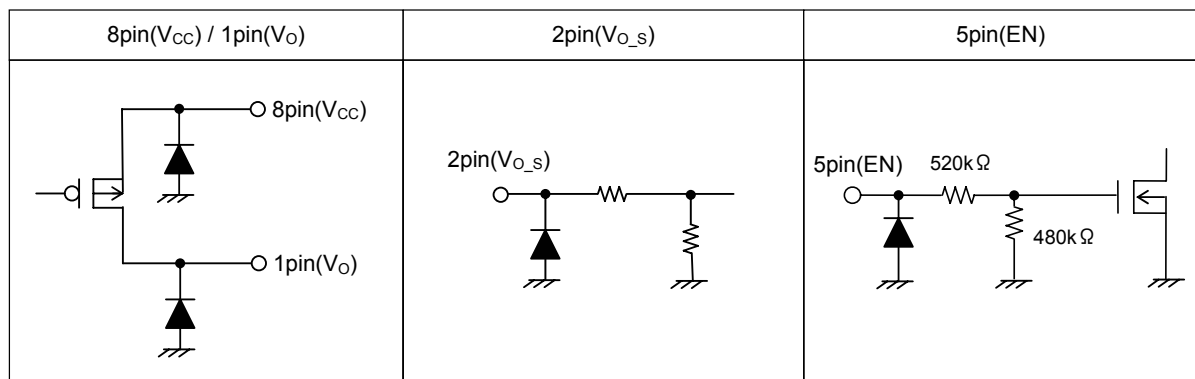 8pin(VCC) / 1pin(VO)
2pin(VO_S)
5pin(EN)
8pin(VCC)
1pin(VO)
2pin(VO_S)
5pin(EN)
520kΩ
480kΩ